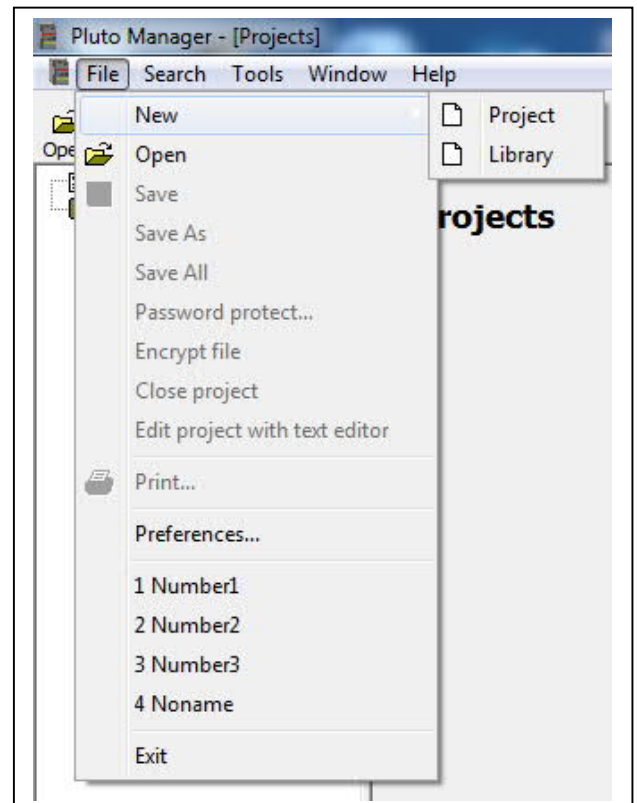 Pluto Manager - [Projects]
File Search Tools Window Help
New
Project
Library
Open
Save
Save As
Save All
Password protect...
Encrypt file
Close project
Edit project with text editor
Print...
Preferences...
1 Number1
2 Number2
3 Number3
4 Noname
Exit
Ope
rojects